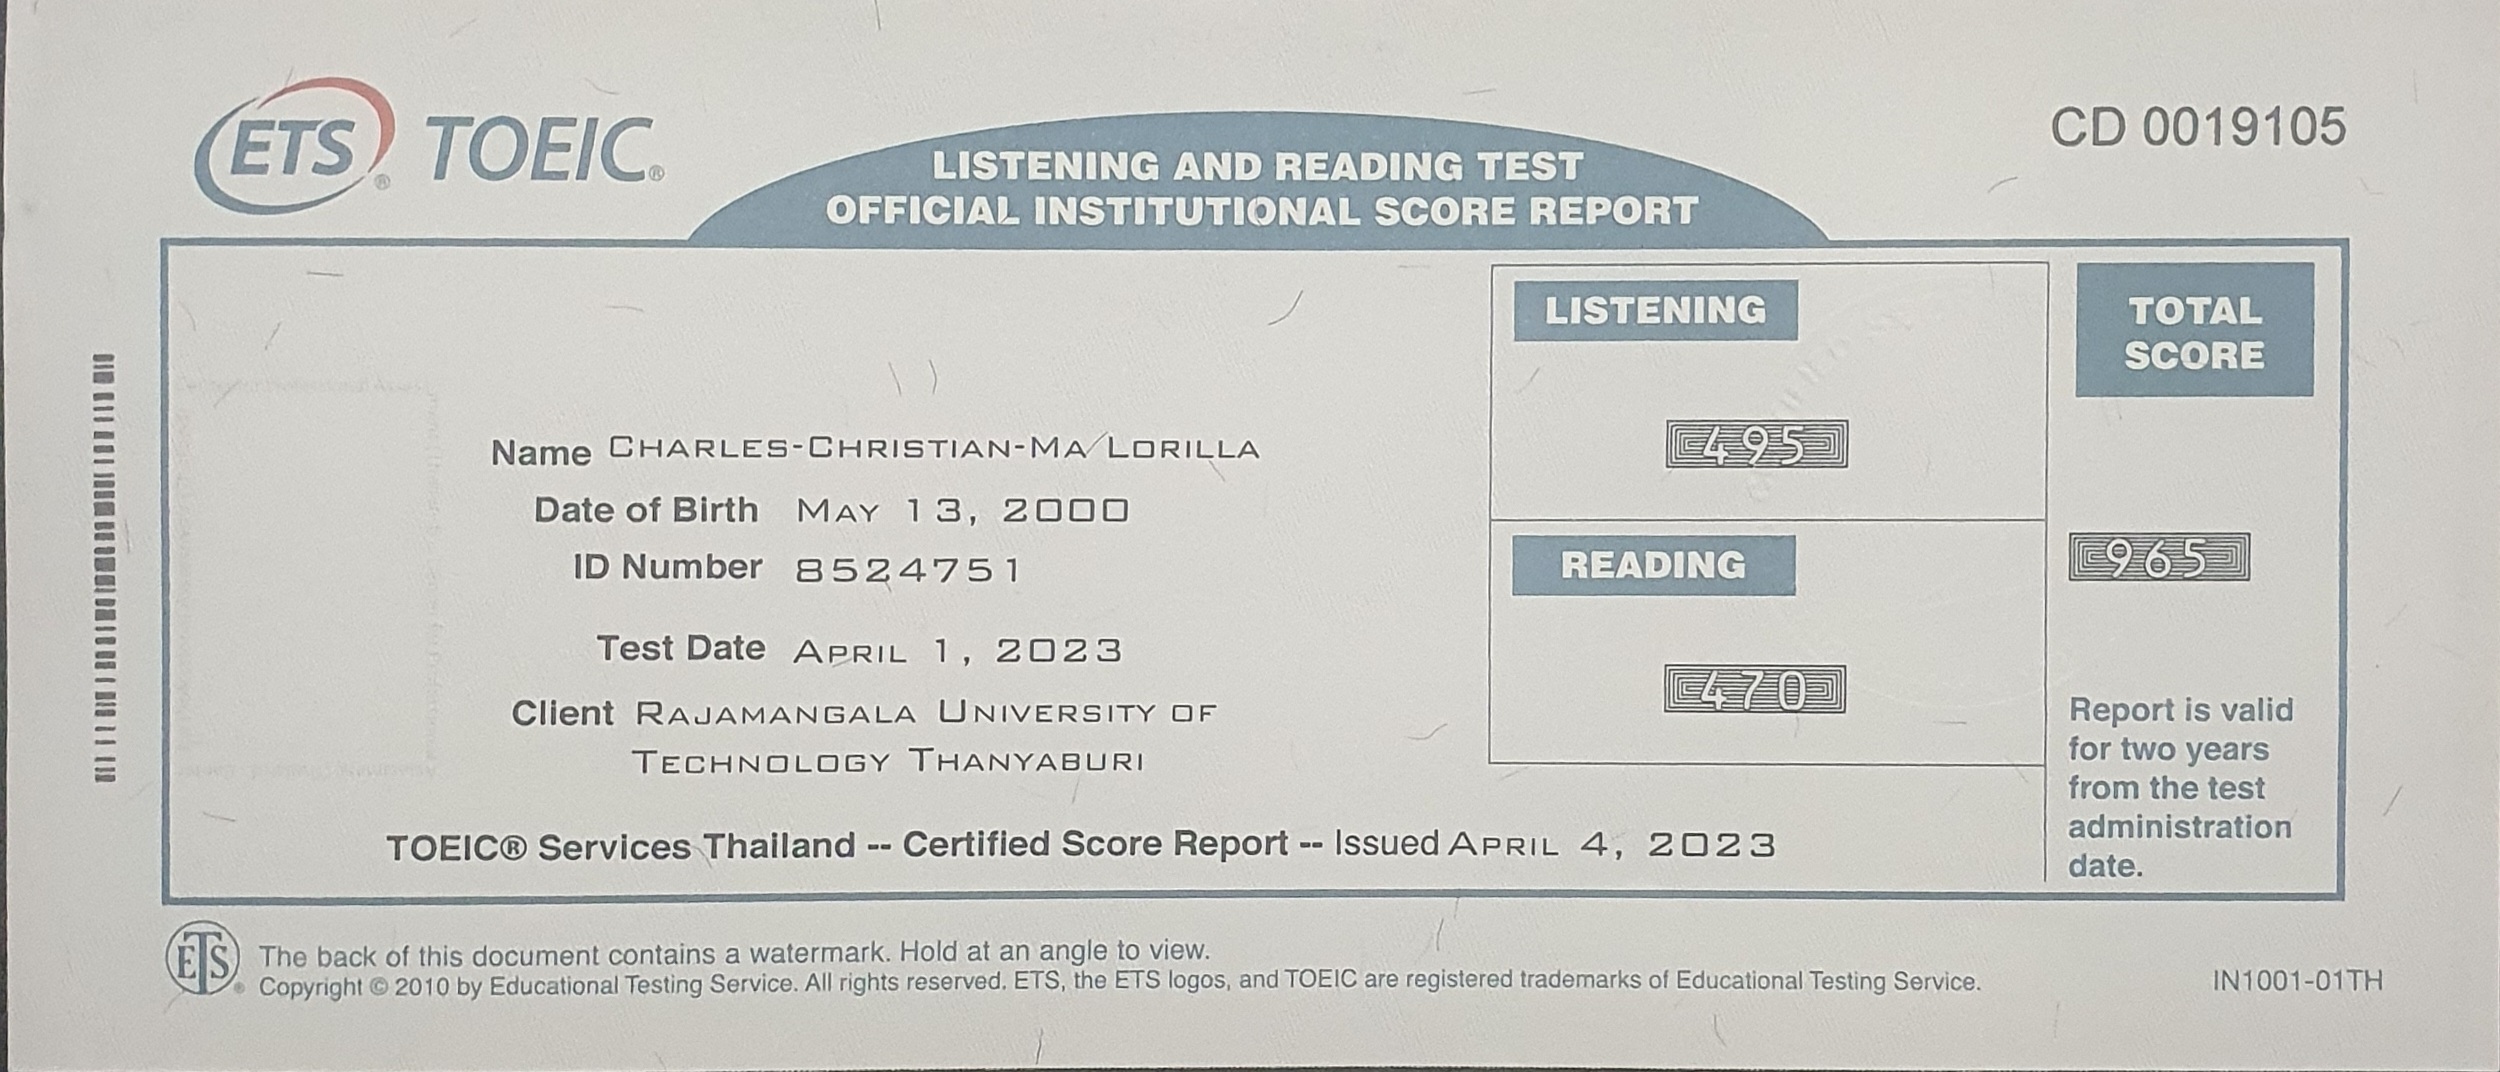 ETS® TOEIC®
CD 0019105
LISTENING AND READING TEST
OFFICIAL INSTITUTIONAL SCORE REPORT
LISTENING
495
READING
470
TOTAL
SCORE
965
Name CHARLES-CHRISTIAN-MA LORILLA
Date of Birth MAY 13, 2000
ID Number 8524751
Test Date APRIL 1, 2023
Client RAJAMANGALA UNIVERSITY OF
TECHNOLOGY THANYABURI
TOEIC® Services Thailand -- Certified Score Report -- Issued APRIL 4, 2023
Report is valid
for two years
from the test
administration
date.
ETS®
The back of this document contains a watermark. Hold at an angle to view.
Copyright © 2010 by Educational Testing Service. All rights reserved. ETS, the ETS logos, and TOEIC are registered trademarks of Educational Testing Service.
IN1001-01TH